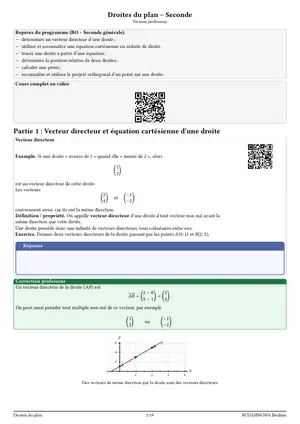 Droites du plan – Seconde
Version professeur
Repères du programme (BO – Seconde générale).
– déterminer un vecteur directeur d'une droite ;
– utiliser et reconnaître une équation cartésienne ou réduite de droite ;
– tracer une droite à partir d'une équation ;
– déterminer la position relative de deux droites ;
– calculer une pente ;
– reconnaître et utiliser le projeté orthogonal d'un point sur une droite.
Cours complet en vidéo
Partie 1 : Vecteur directeur et équation cartésienne d'une droite
Vecteur directeur
Exemple. Si une droite « avance de 1 » quand elle « monte de 2 », alors
est un vecteur directeur de cette droite.
Les vecteurs
et
conviennent aussi, car ils ont la même direction.
Définition / propriété. On appelle vecteur directeur d'une droite d tout vecteur non nul ayant la
même direction que cette droite.
Une droite possède donc une infinité de vecteurs directeurs, tous colinéaires entre eux.
Exercice. Donner deux vecteurs directeurs de la droite passant par les points
Réponse
Correction professeur
Un vecteur directeur de la droite (AB) est
On peut aussi prendre tout multiple non nul de ce vecteur, par exemple
ou
Des vecteurs de même direction que la droite sont des vecteurs directeurs.
Droites du plan
RUDASINGWA Ibrahim